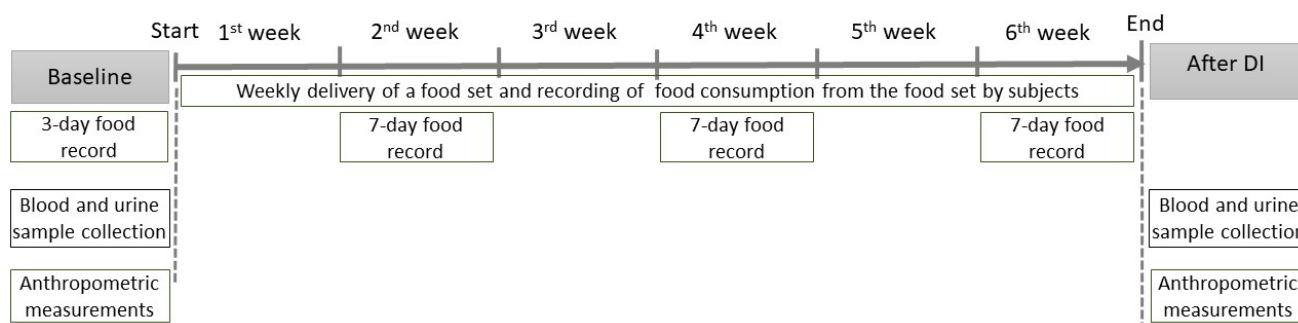 Start 1st week 2nd week 3rd week 4th week 5th week 6th week End
Baseline
After DI
Weekly delivery of a food set and recording of food consumption from the food set by subjects
3-day food
record
7-day food
record
7-day food
record
7-day food
record
Blood and urine
sample collection
Blood and urine
sample collection
Anthropometric
measurements
Anthropometric
measurements